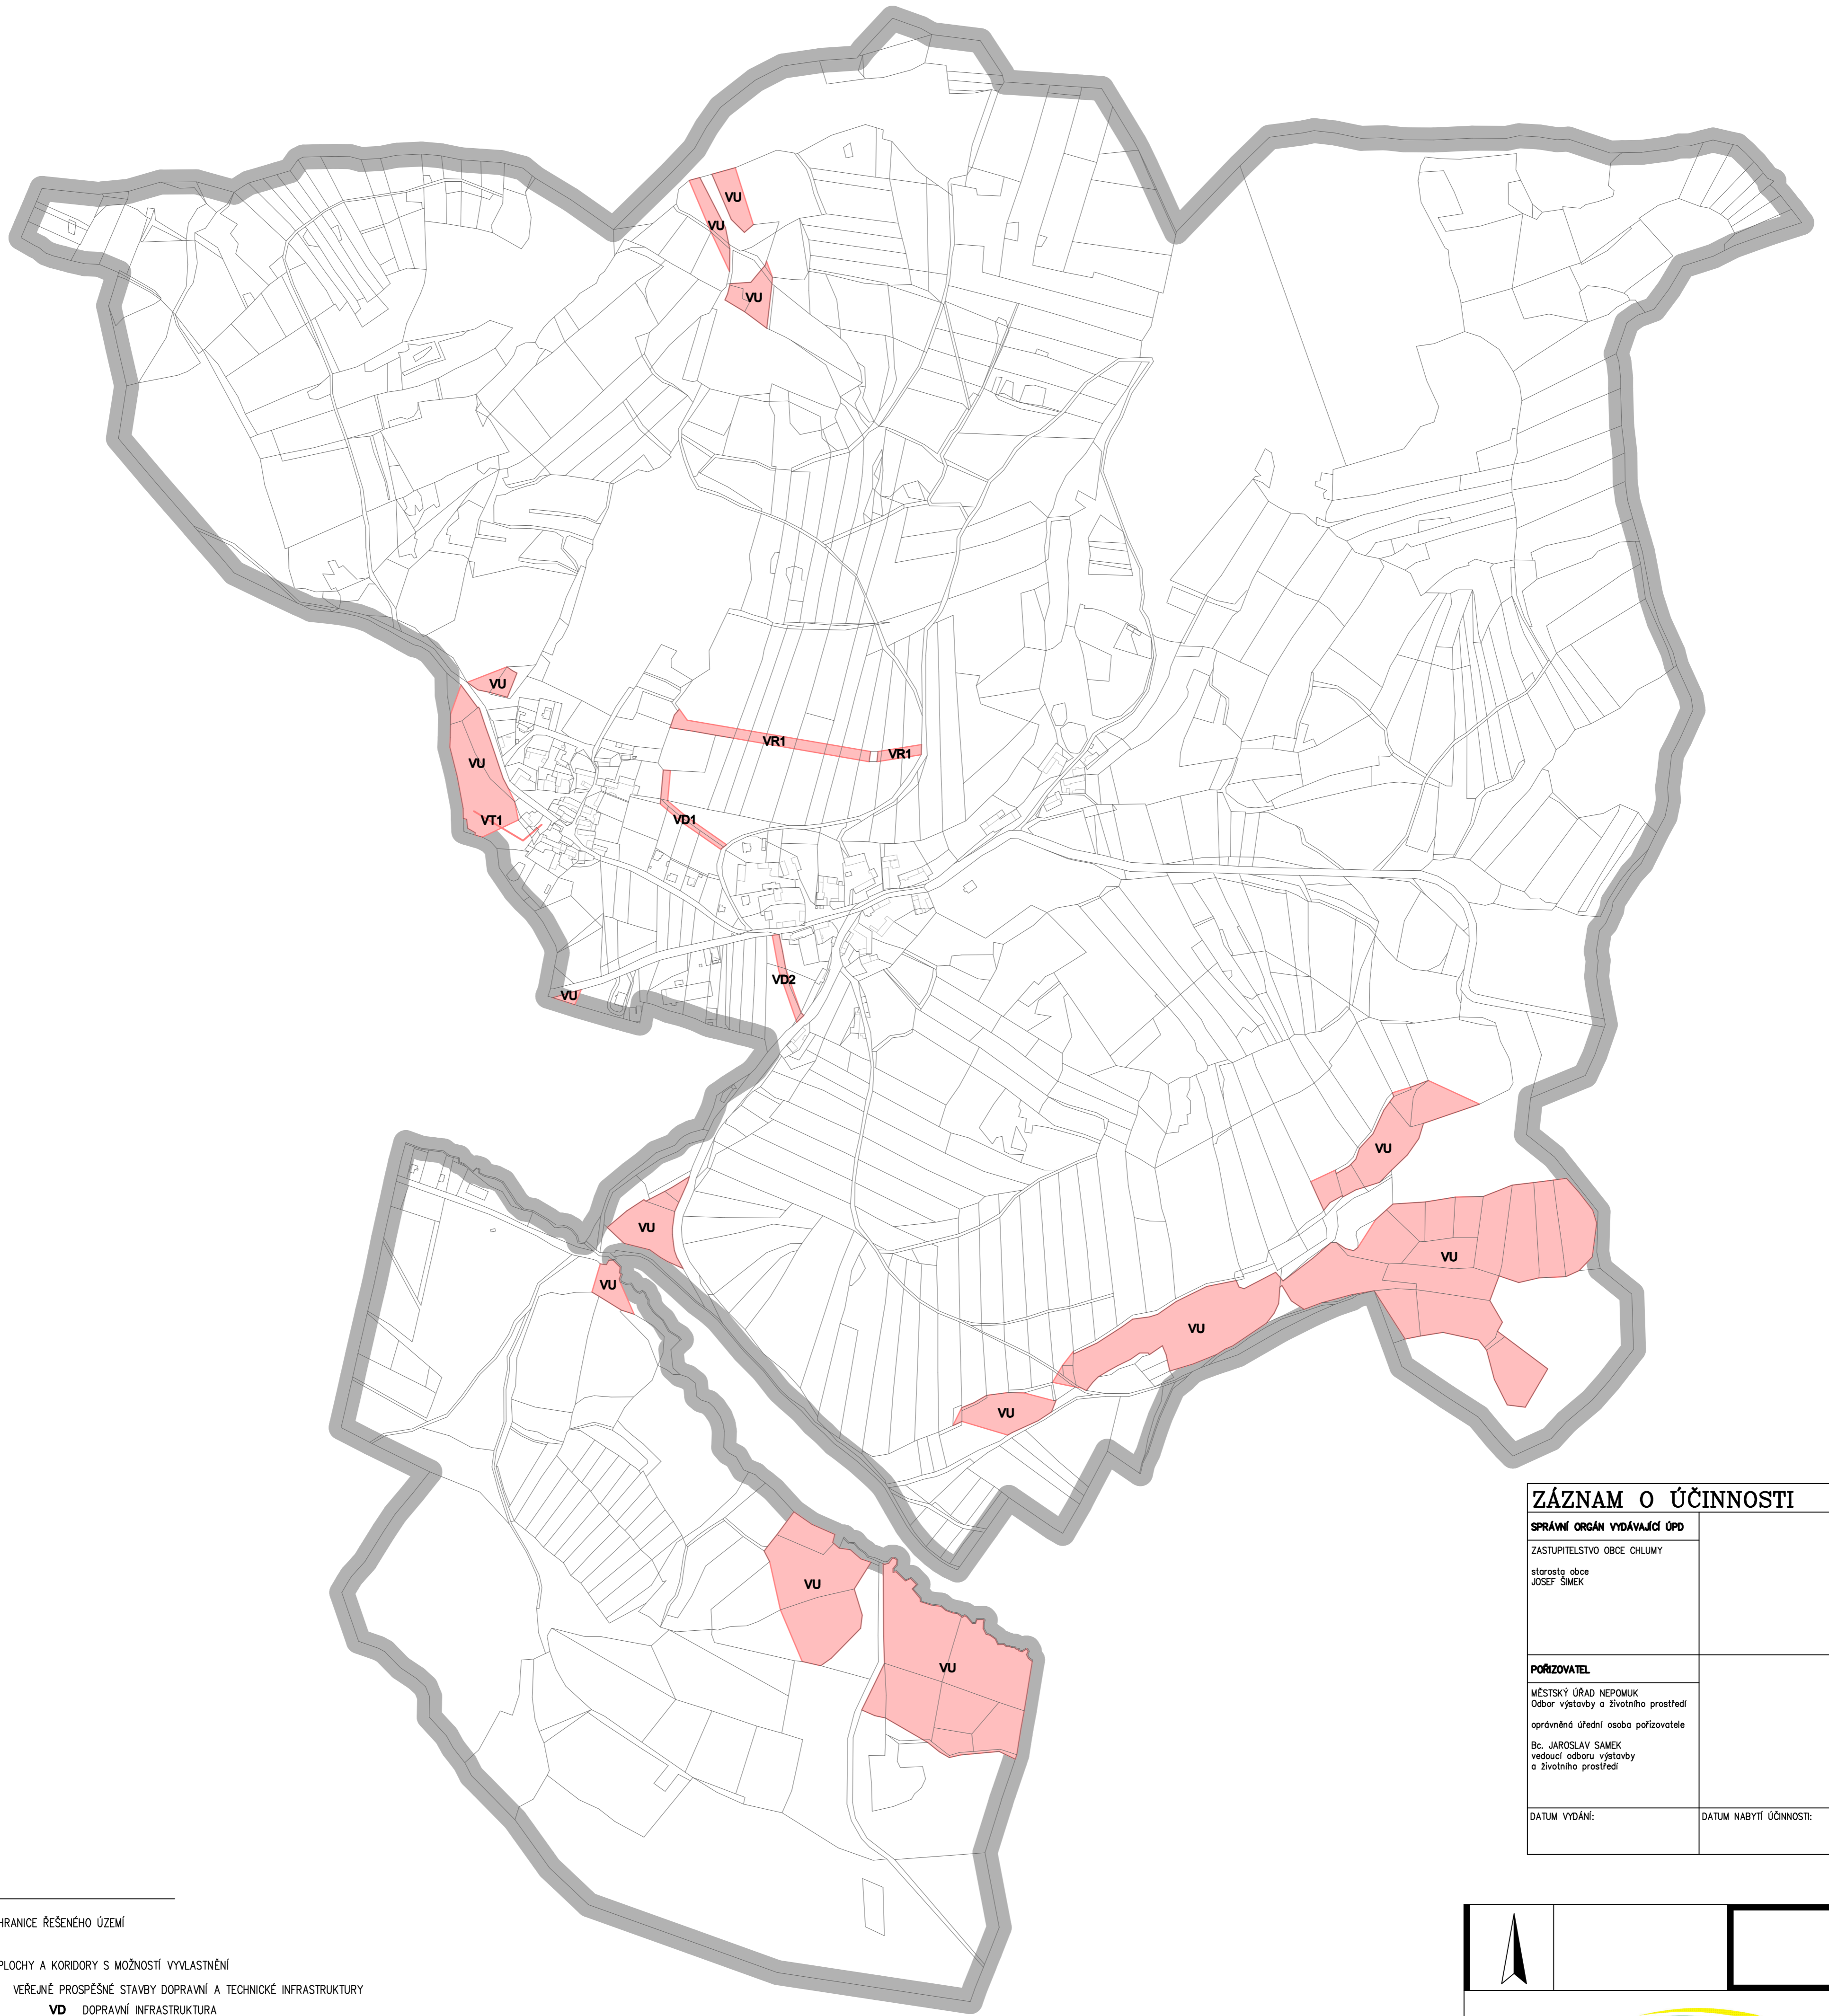 VU
VU
VU
VU
VU
VR1
VR1
VT1
VD1
VD2
VU
VU
VU
VU
VU
VU
VU
VU
VU
ZÁZNAM O ÚČINNOSTI
SPRÁVNÍ ORGÁN VYDÁVAJÍCÍ ÚPD
ZASTUPITELSTVO OBCE CHLUMY
starosta obce
JOSEF ŠIMEK
POŘIZOVATEL
MĚSTSKÝ ÚŘAD NEPOMUK
Odbor výstavby a životního prostředí
oprávněná úřední osoba pořizovatele
Bc. JAROSLAV SAMEK
vedoucí odboru výstavby
a životního prostředí
DATUM VYDÁNÍ:
DATUM NABYTÍ ÚČINNOSTI:
HRANICE ŘEŠENÉHO ÚZEMÍ
PLOCHY A KORIDORY S MOŽNOSTÍ VYVLASTNĚNÍ
VEŘEJNĚ PROSPĚŠNÉ STAVBY DOPRAVNÍ A TECHNICKÉ INFRASTRUKTURY
VD DOPRAVNÍ INFRASTRUKTURA